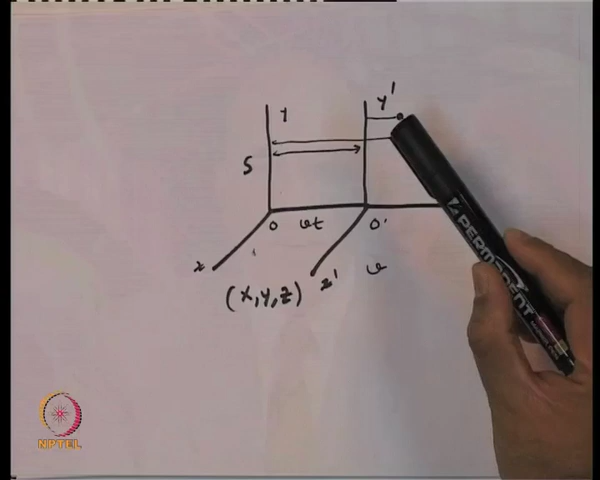 y y'
S
O vt O'
z (x, y, z) z' v
PERMANENT
NPTEL